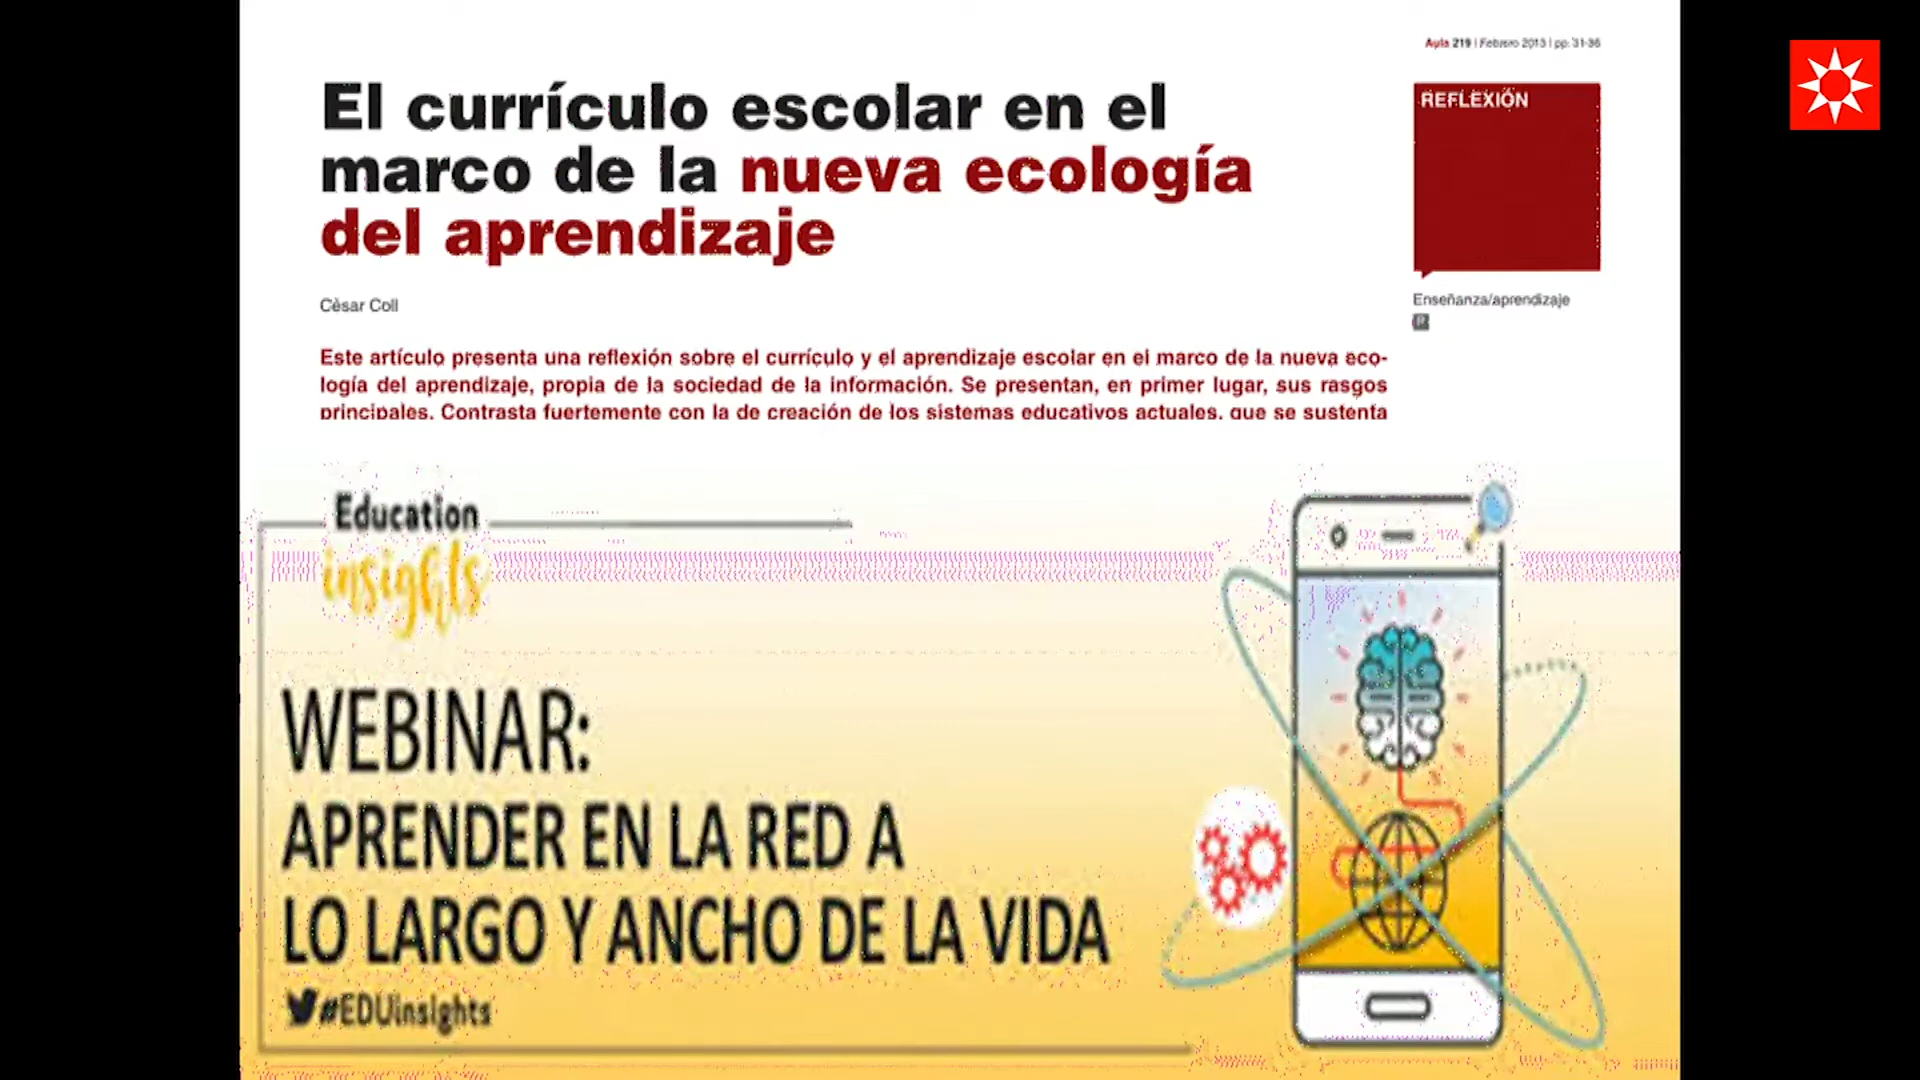 Aula 219 | Febrero 2013 | pp. 31-36
El currículo escolar en el
marco de la nueva ecología
del aprendizaje
REFLEXIÓN
Cèsar Coll
Enseñanza/aprendizaje
Este artículo presenta una reflexión sobre el currículo y el aprendizaje escolar en el marco de la nueva eco-
logía del aprendizaje, propia de la sociedad de la información. Se presentan, en primer lugar, sus rasgos
principales. Contrasta fuertemente con la de creación de los sistemas educativos actuales, que se sustenta
Education
insights
WEBINAR:
APRENDER EN LA RED A
LO LARGO Y ANCHO DE LA VIDA
#EDUinsights